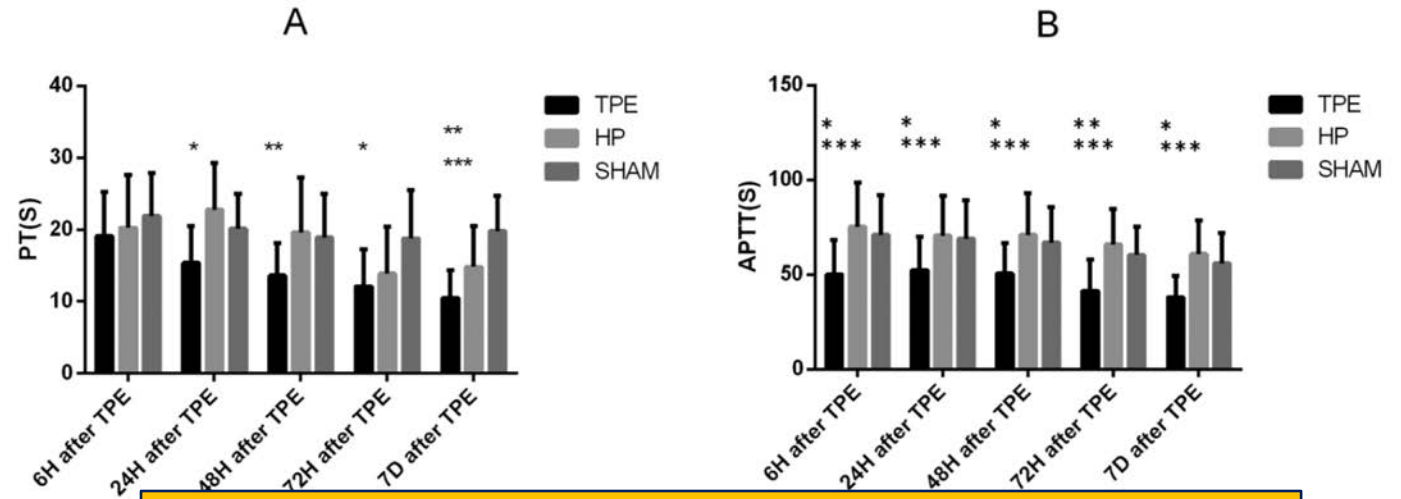 A
B
40
30
20
10
0
PT(S)
*
**
*
**
***
TPE
HP
SHAM
6H after TPE
24H after TPE
48H after TPE
72H after TPE
7D after TPE
150
100
50
0
APTT(S)
*
***
*
***
*
***
**
***
*
***
TPE
HP
SHAM
6H after TPE
24H after TPE
48H after TPE
72H after TPE
7D after TPE